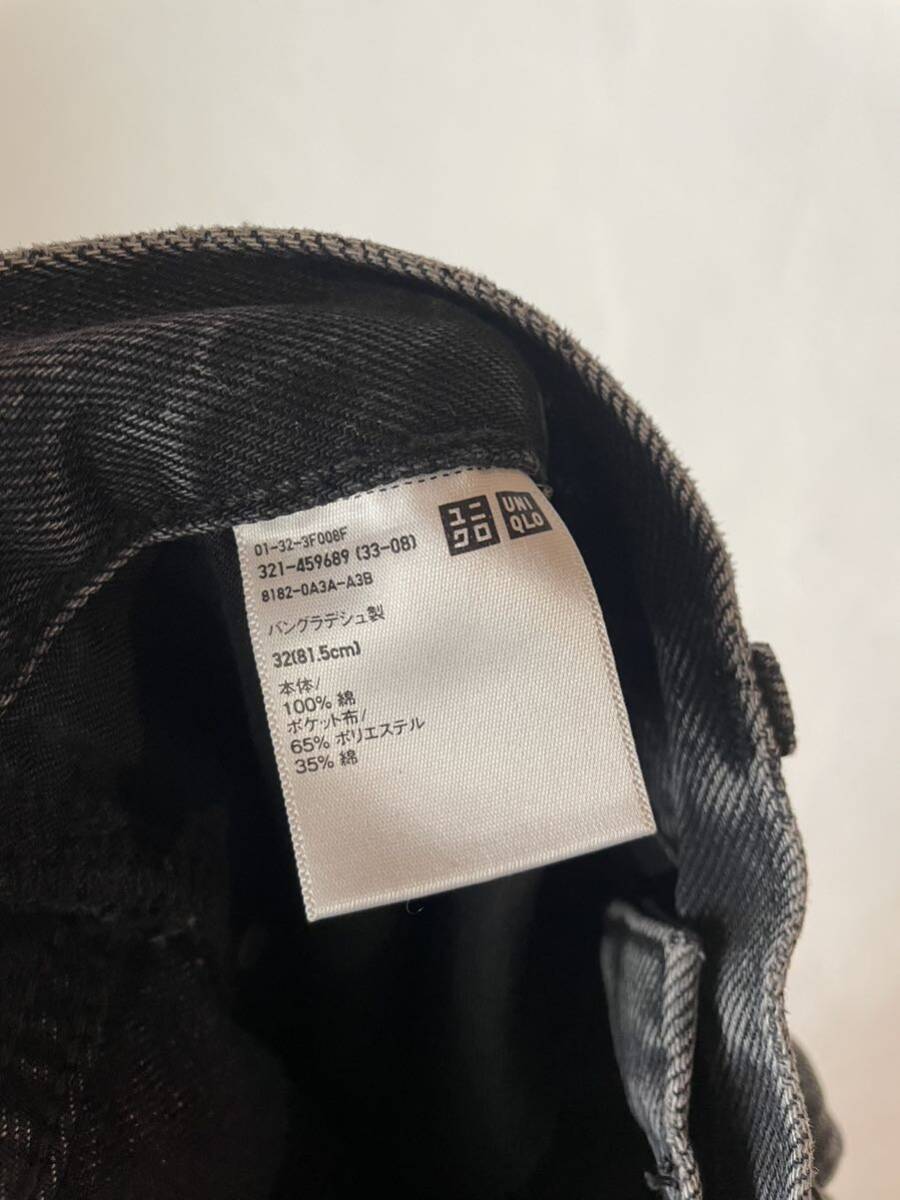 01-32-3F008F
321-459689 (33-08)
8182-0A3A-A3B
バングラデシュ製
32(81.5cm)
本体/
100% 綿
ポケット布/
65% ポリエステル
35% 綿
ユニ
クロ
UNI
QLO